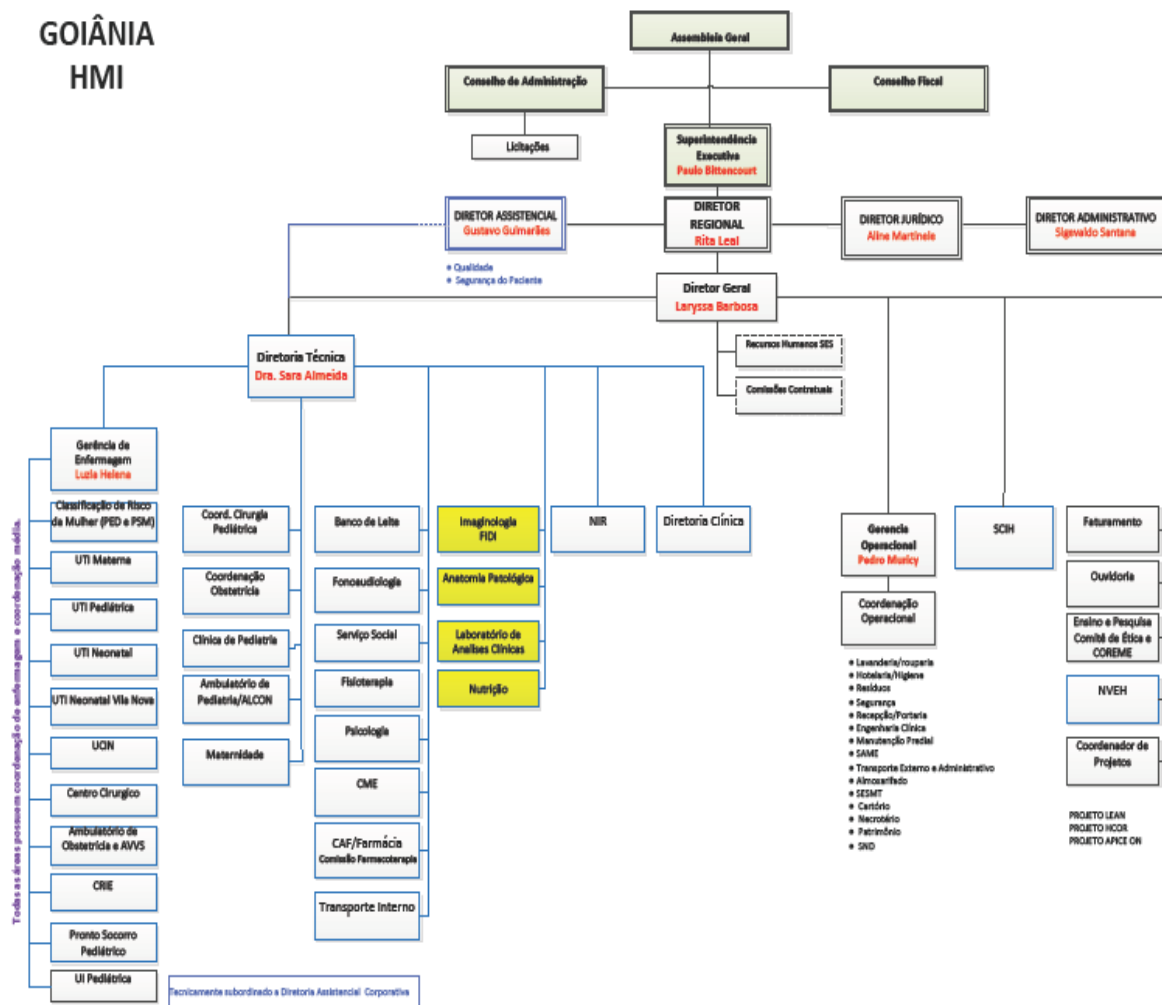 GOIÂNIA
HMI
Assembleia Geral
Conselho de Administração
Conselho Fiscal
Licitações
Superintendência
Executiva
Paulo Bittencourt
DIRETOR ASSISTENCIAL
Gustavo Guimarães
DIRETOR
REGIONAL
Rita Leal
DIRETOR JURÍDICO
Aline Martinele
DIRETOR ADMINISTRATIVO
Sigevaldo Santana
• Qualidade
• Segurança do Paciente
Diretor Geral
Laryssa Barbosa
Recursos Humanos SES
Comissões Contratuais
Diretoria Técnica
Dra. Sara Almeida
Gerência de
Enfermagem
Luzia Helena
Todas as áreas possuem coordenação de enfermagem e coordenação média.
Classificação de Risco
da Mulher (PED e PSM)
UTI Materna
UTI Pediátrica
UTI Neonatal
UTI Neonatal Vila Nova
UCIN
Centro Cirurgico
Ambulatório de
Obstetrícia e AVVS
CRIE
Pronto Socorro
Pediátrico
UI Pediátrica
Coord. Cirurgia
Pediátrica
Coordenação
Obstetrícia
Clínica de Pediatria
Ambulatório de
Pediatria/ALCON
Maternidade
Banco de Leite
Fonoaudiologia
Serviço Social
Fisioterapia
Psicologia
CME
CAF/Farmácia
Comissão Farmacoterapia
Transporte Interno
Imaginologia
FIDI
Anatomia Patológica
Laboratório de
Analises Clínicas
Nutrição
NIR
Diretoria Clínica
Gerencia
Operacional
Pedro Muricy
Coordenação
Operacional
• Lavanderia/rouparia
• Hotelaria/Higiene
• Resíduos
• Segurança
• Recepção/Portaria
• Engenharia Clínica
• Manutenção Predial
• SAME
• Transporte Externo e Administrativo
• Almoxarifado
• SESMT
• Cartório
• Necrotério
• Patrimônio
• SND
SCIH
Faturamento
Ouvidoria
Ensino e Pesquisa
Comitê de Ética e
COREME
NVEH
Coordenador de
Projetos
PROJETO LEAN
PROJETO HCOR
PROJETO APICE ON
Tecnicamente subordinado a Diretoria Assistencial Corporativa